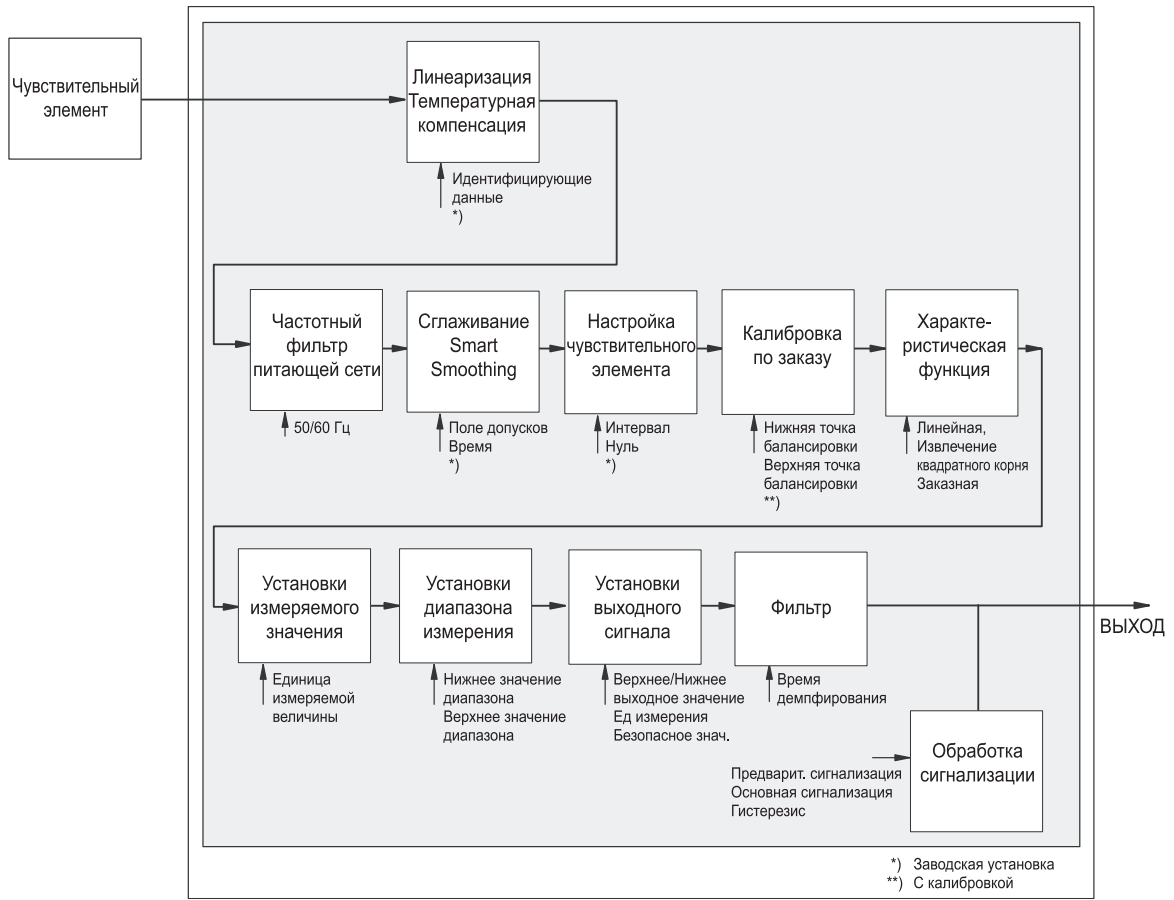 Чувствительный
элемент
Линеаризация
Температурная
компенсация
Идентифицирующие
данные
*)
Частотный
фильтр
питающей сети
50/60 Гц
Сглаживание
Smart
Smoothing
Поле допусков
Время
*)
Настройка
чувствительного
элемента
Интервал
Нуль
*)
Калибровка
по заказу
Нижняя точка
балансировки
Верхняя точка
балансировки
**)
Характе-
ристическая
функция
Линейная,
Извлечение
квадратного корня
Заказная
Установки
измеряемого
значения
Единица
измеряемой
величины
Установки
диапазона
измерения
Нижнее значение
диапазона
Верхнее значение
диапазона
Установки
выходного
сигнала
Верхнее/Нижнее
выходное значение
Ед измерения
Безопасное знач.
Фильтр
Время
демпфирования
ВЫХОД
Обработка
сигнализации
Предварит. сигнализация
Основная сигнализация
Гистерезис
*) Заводская установка
**) С калибровкой